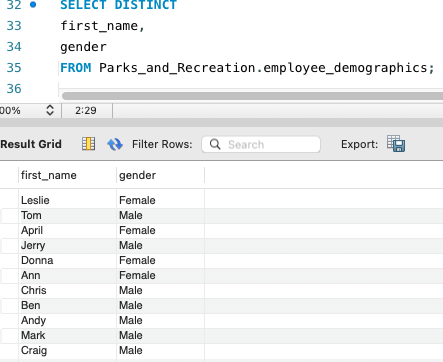 32 SELECT DISTINCT
33 first_name,
34 gender
35 FROM Parks_and_Recreation.employee_demographics;
36
00% 2:29
Result Grid Filter Rows: Search Export:
first_name gender
Leslie Female
Tom Male
April Female
Jerry Male
Donna Female
Ann Female
Chris Male
Ben Male
Andy Male
Mark Male
Craig Male